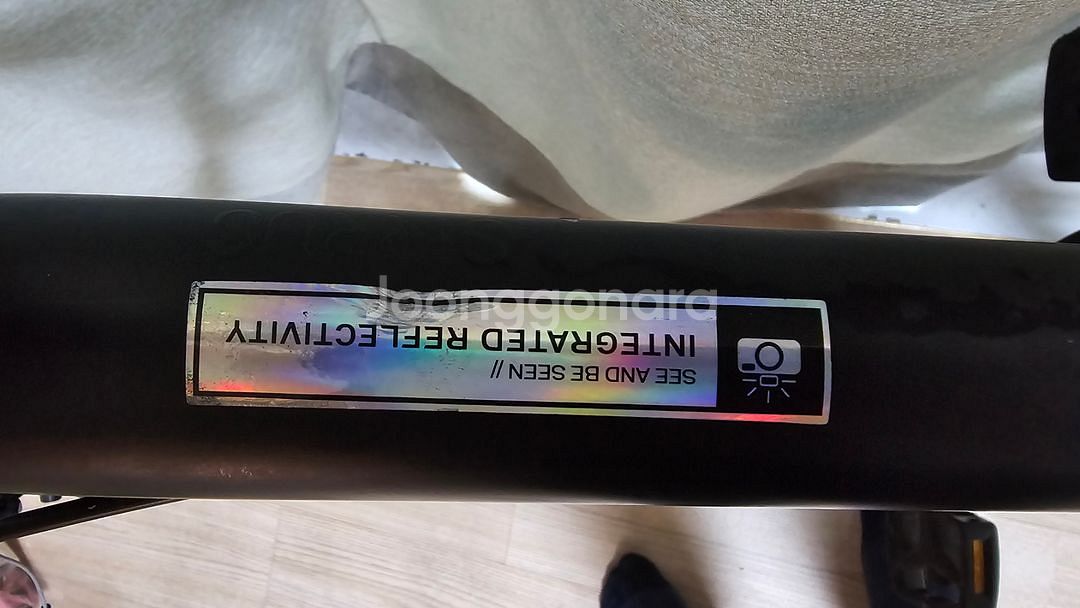 SEE AND BE SEEN //
INTEGRATED REFLECTIVITY
Joonggonara